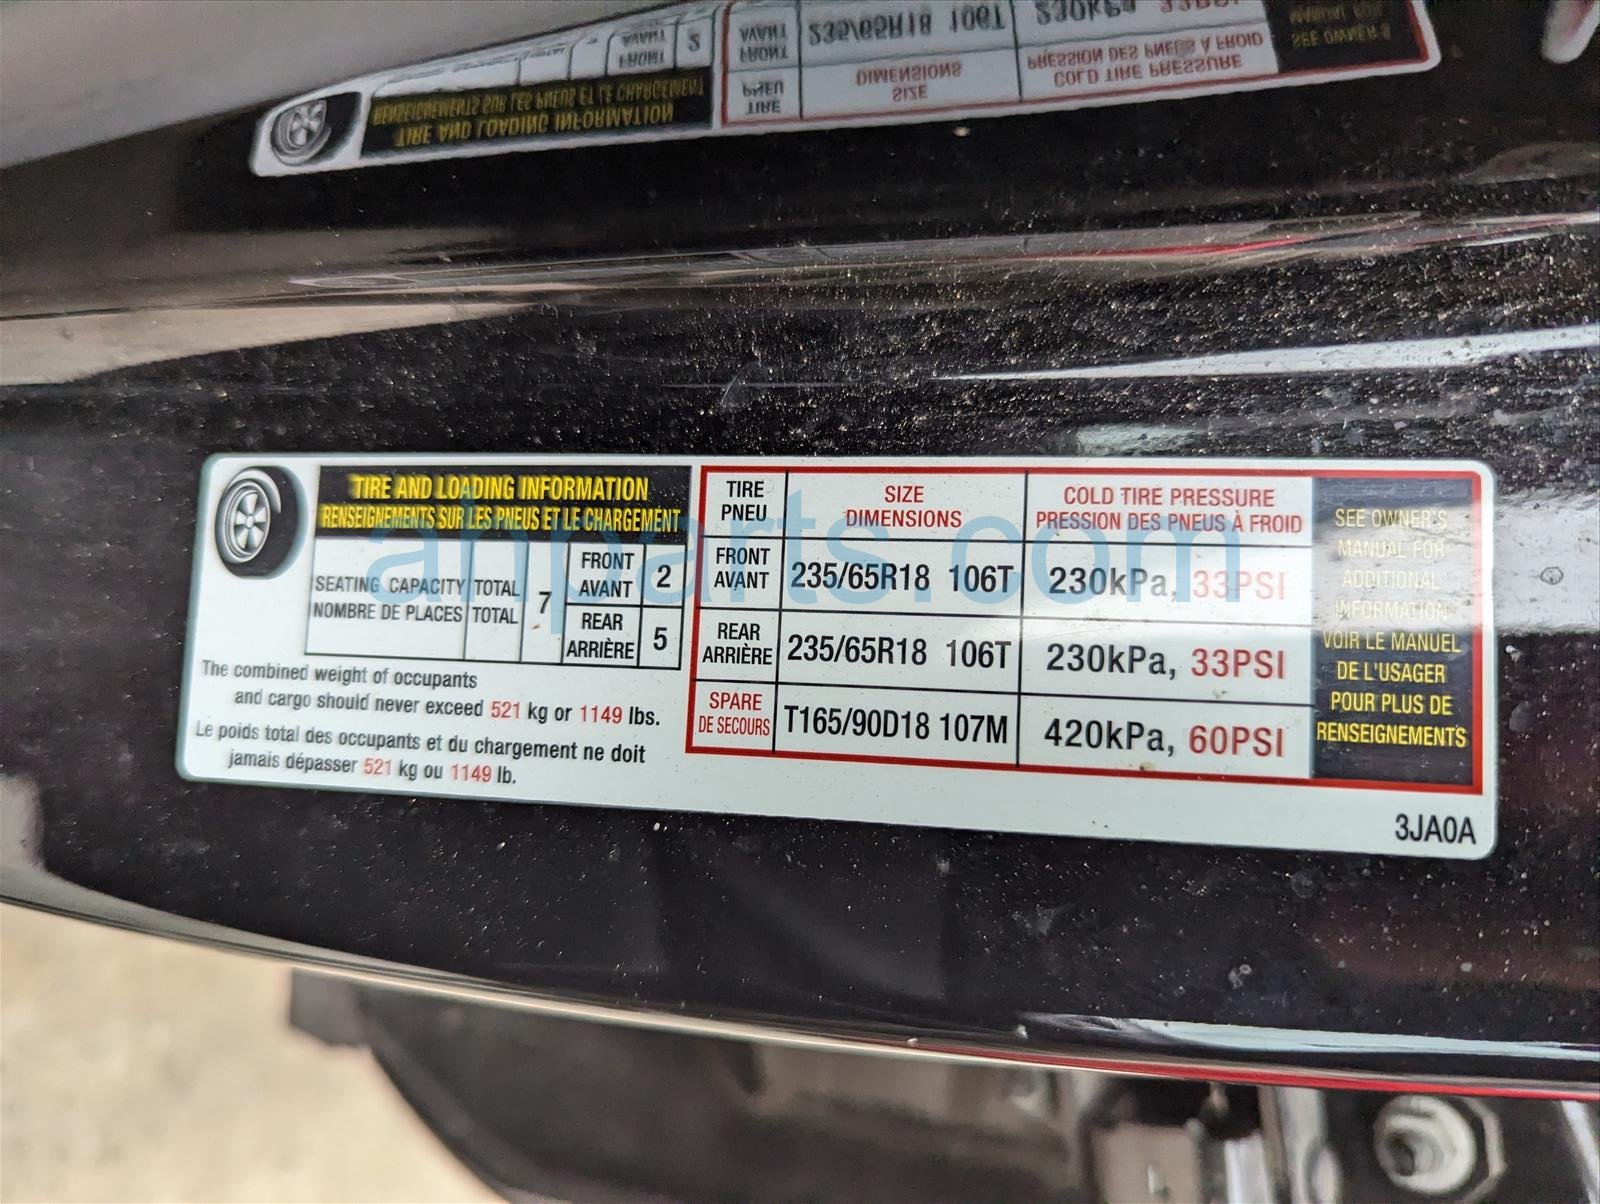 TIRE AND LOADING INFORMATION
RENSEIGNEMENTS SUR LES PNEUS ET LE CHARGEMENT
SEATING CAPACITY TOTAL 7 FRONT 2
NOMBRE DE PLACES TOTAL AVANT
REAR 5
ARRIÈRE
The combined weight of occupants
and cargo should never exceed 521 kg or 1149 lbs.
Le poids total des occupants et du chargement ne doit
jamais dépasser 521 kg ou 1149 lb.
TIRE SIZE COLD TIRE PRESSURE
PNEU DIMENSIONS PRESSION DES PNEUS À FROID
FRONT 235/65R18 106T 230kPa, 33PSI
AVANT
REAR 235/65R18 106T 230kPa, 33PSI
ARRIÈRE
SPARE T165/90D18 107M 420kPa, 60PSI
DE SECOURS
SEE OWNER'S
MANUAL FOR
ADDITIONAL
INFORMATION
VOIR LE MANUEL
DE L'USAGER
POUR PLUS DE
RENSEIGNEMENTS
3JA0A
ahparts.com